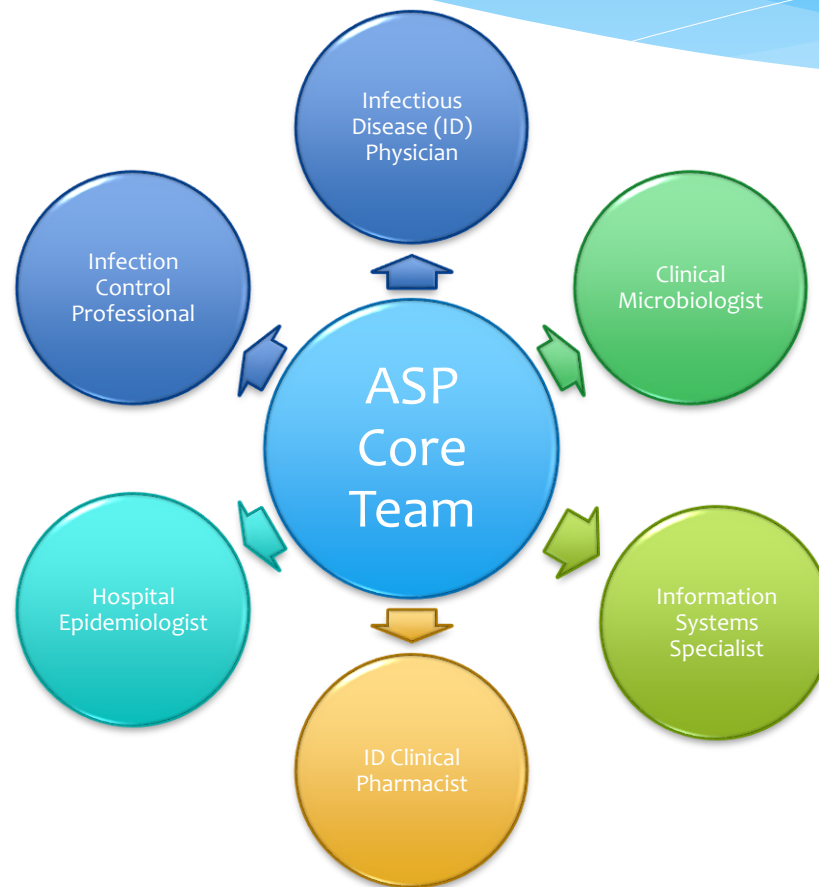 Infectious
Disease (ID)
Physician
Infection
Control
Professional
Clinical
Microbiologist
ASP
Core
Team
Hospital
Epidemiologist
Information
Systems
Specialist
ID Clinical
Pharmacist